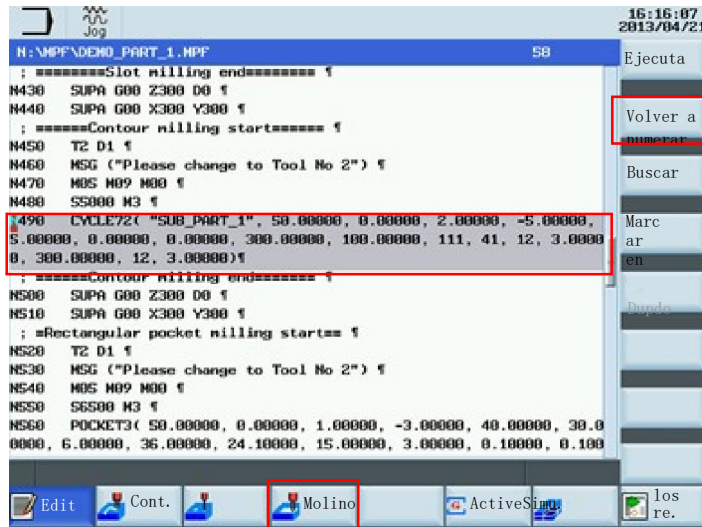 Jog
16:16:07
2013/04/21
N:\MPF\DEMO_PART_1.MPF 58
; ========Slot milling end======== ¶
N430 SUPA G00 Z300 D0 ¶
N440 SUPA G00 X300 Y300 ¶
; ======Contour milling start====== ¶
N450 T2 D1 ¶
N460 MSG ("Please change to Tool No 2") ¶
N470 M05 M09 M00 ¶
N480 S5000 M3 ¶
N490 CYCLE72( "SUB_PART_1", 50.00000, 0.00000, 2.00000, -5.00000,
5.00000, 0.00000, 0.00000, 300.00000, 100.00000, 111, 41, 12, 3.0000
0, 300.00000, 12, 3.00000)¶
; ======Contour milling end======== ¶
N500 SUPA G00 Z300 D0 ¶
N510 SUPA G00 X300 Y300 ¶
; =Rectangular pocket milling start== ¶
N520 T2 D1 ¶
N530 MSG ("Please change to Tool No 2") ¶
N540 M05 M09 M00 ¶
N550 S6500 M3 ¶
N560 POCKET3( 50.00000, 0.00000, 1.00000, -3.00000, 40.00000, 30.0
0000, 6.00000, 36.00000, 24.10000, 15.00000, 3.00000, 0.10000, 0.100
Ejecuta
Volver a
numerar
Buscar
Marc
ar
en
Dupdo
Edit
Cont.
Molino
ActiveSimu.
los
re.